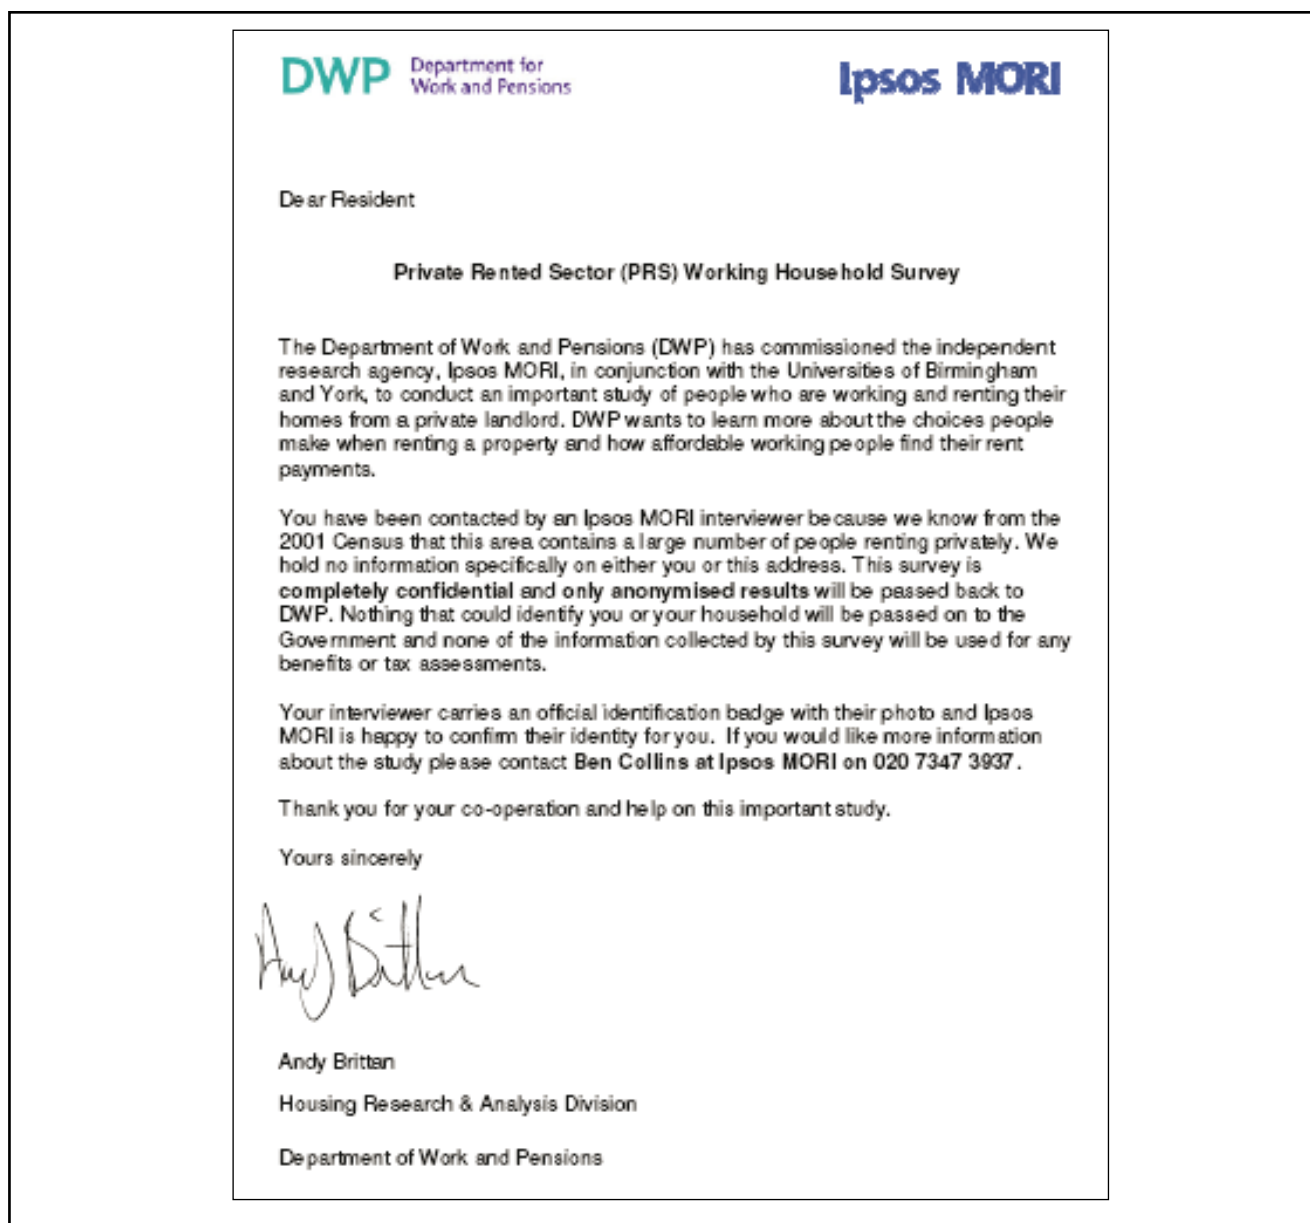 DWP Department for
Work and Pensions
Ipsos MORI
Dear Resident
Private Rented Sector (PRS) Working Household Survey
The Department of Work and Pensions (DWP) has commissioned the independent
research agency, Ipsos MORI, in conjunction with the Universities of Birmingham
and York, to conduct an important study of people who are working and renting their
homes from a private landlord. DWP wants to learn more about the choices people
make when renting a property and how affordable working people find their rent
payments.
You have been contacted by an Ipsos MORI interviewer because we know from the
2001 Census that this area contains a large number of people renting privately. We
hold no information specifically on either you or this address. This survey is
completely confidential and only anonymised results will be passed back to
DWP. Nothing that could identify you or your household will be passed on to the
Government and none of the information collected by this survey will be used for any
benefits or tax assessments.
Your interviewer carries an official identification badge with their photo and Ipsos
MORI is happy to confirm their identity for you. If you would like more information
about the study please contact Ben Collins at Ipsos MORI on 020 7347 3937.
Thank you for your co-operation and help on this important study.
Yours sincerely
Andy Brittan
Andy Brittan
Housing Research & Analysis Division
Department of Work and Pensions